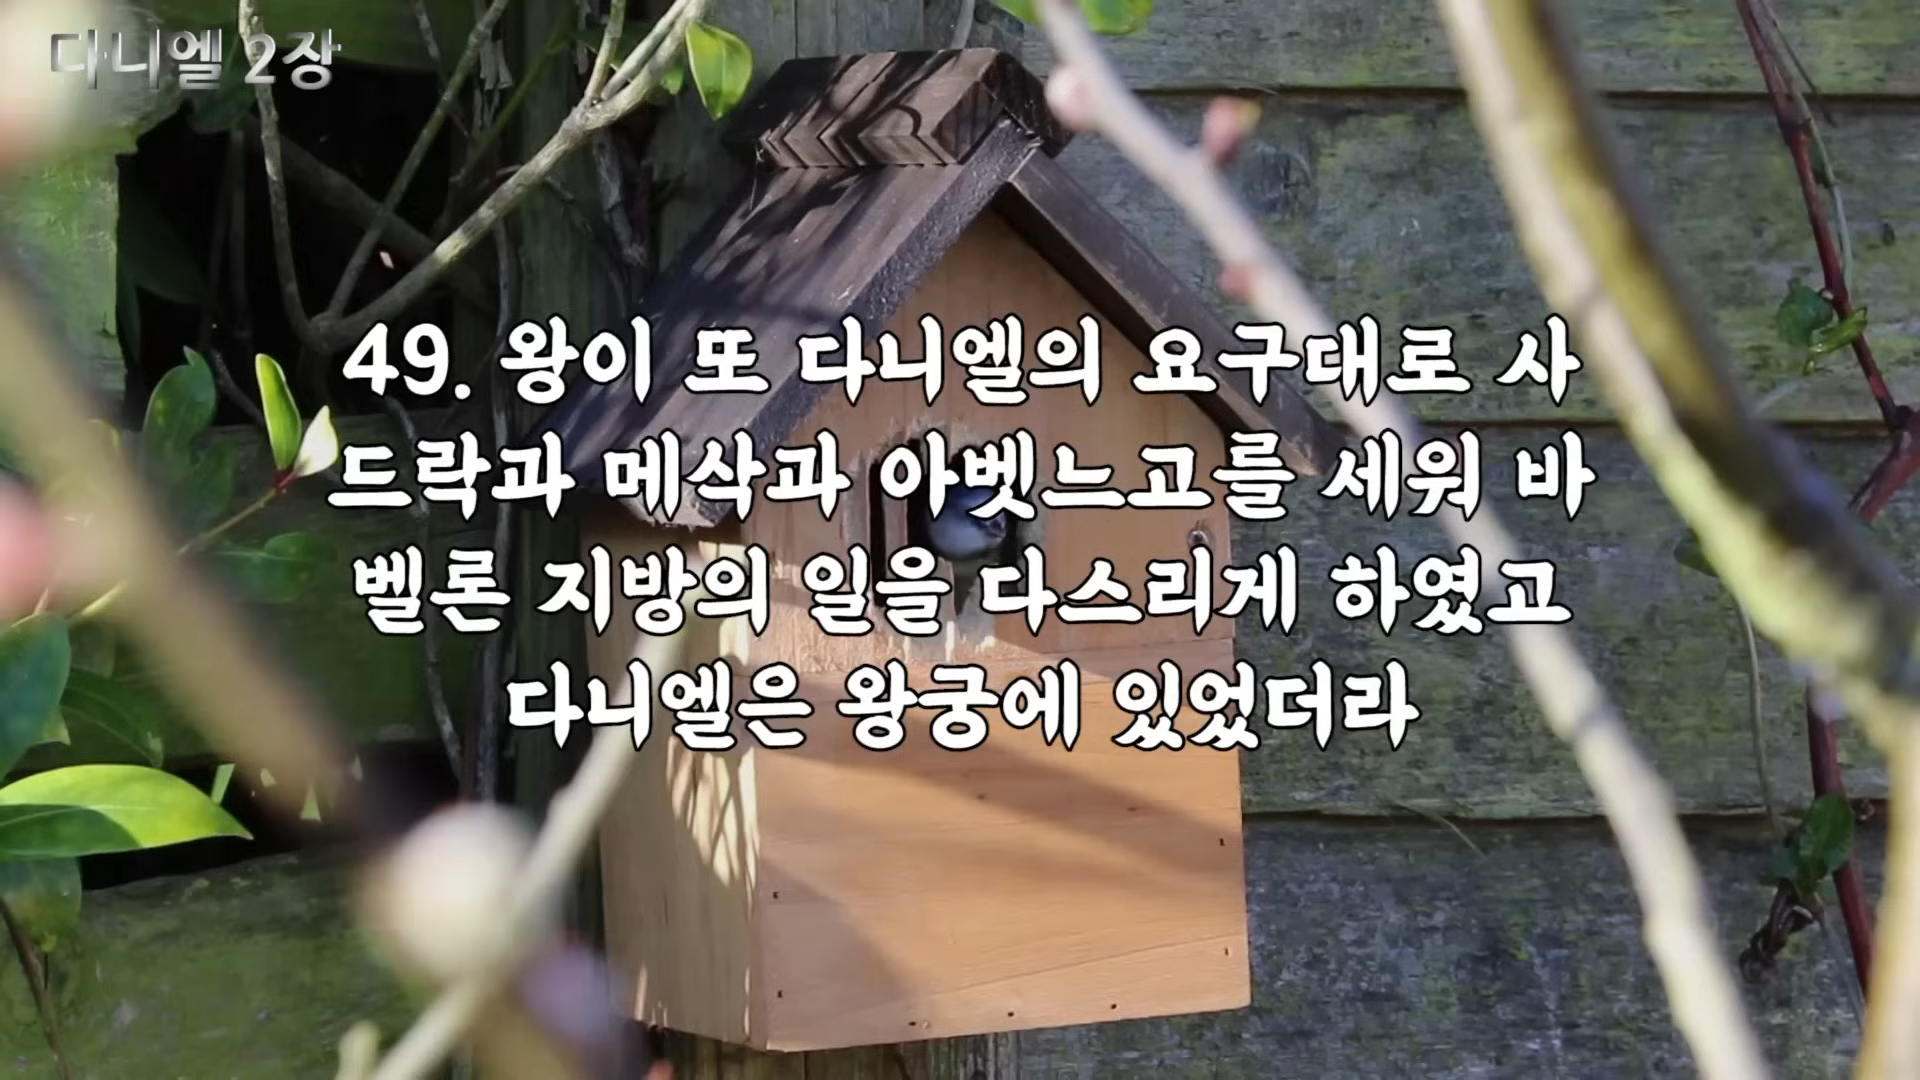 다니엘 2장
49. 왕이 또 다니엘의 요구대로 사
드락과 메삭과 아벳느고를 세워 바
벨론 지방의 일을 다스리게 하였고
다니엘은 왕궁에 있었더라